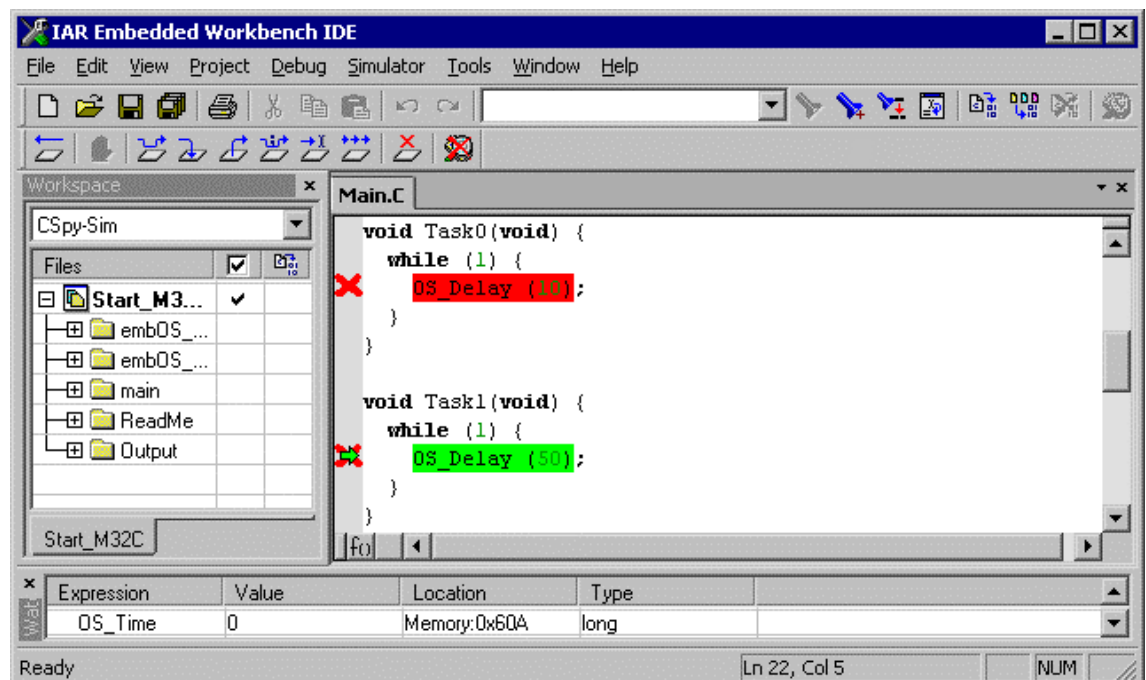 IAR Embedded Workbench IDE
File Edit View Project Debug Simulator Tools Window Help
Workspace
CSpy-Sim
Files
Start_M3...
embOS_...
embOS_...
main
ReadMe
Output
Start_M32C
Main.C
void Task0(void) {
while (1) {
OS_Delay (10);
}
}
void Task1(void) {
while (1) {
OS_Delay (50);
}
}
f()
Expression Value Location Type
OS_Time 0 Memory:0x60A long
Wat
Ready Ln 22, Col 5 NUM